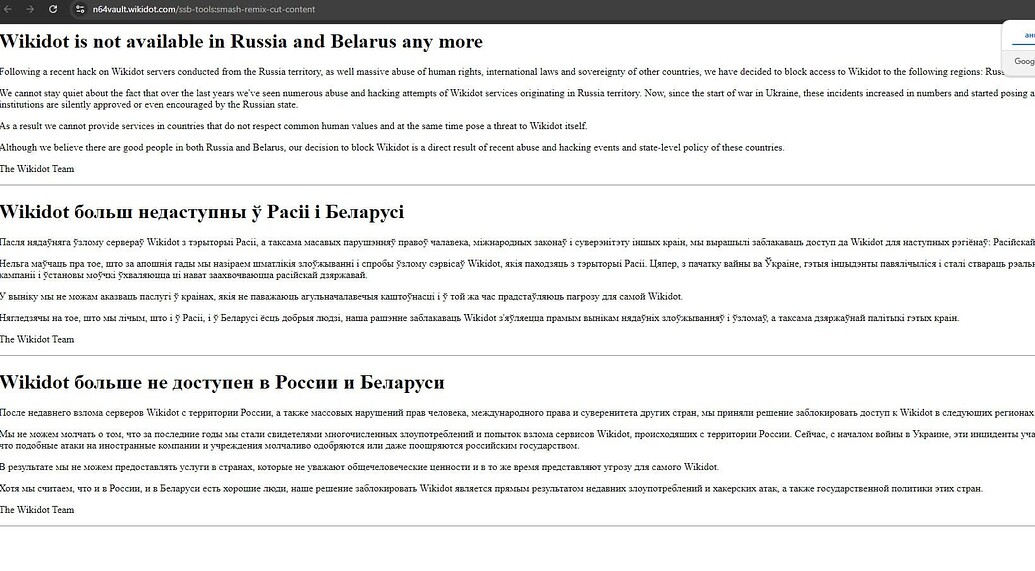 n64vault.wikidot.com/ssb-tools:smash-remix-cut-content
Wikidot is not available in Russia and Belarus any more
Following a recent hack on Wikidot servers conducted from the Russia territory, as well massive abuse of human rights, international laws and sovereignty of other countries, we have decided to block access to Wikidot to the following regions:
We cannot stay quiet about the fact that over the last years we've seen numerous abuse and hacking attempts of Wikidot services originating in Russia territory. Now, since the start of war in Ukraine, these incidents increased in numbers and started posing a
institutions are silently approved or even encouraged by the Russian state.
As a result we cannot provide services in countries that do not respect common human values and at the same time pose a threat to Wikidot itself.
Although we believe there are good people in both Russia and Belarus, our decision to block Wikidot is a direct result of recent abuse and hacking events and state-level policy of these countries.
The Wikidot Team
Wikidot больш недаступны ў Расіі і Беларусі
Пасля нядаўняга ўзлому сервераў Wikidot з тэрыторыі Расіі, а таксама масавых парушэнняў правоў чалавека, міжнародных законаў і суверэнітэту іншых краін, мы вырашылі заблакаваць доступ да Wikidot для наступных рэгіёнаў: Расійскай
Нельга маўчаць пра тое, што за апошнія гады мы назіраем шматлікія злоўжыванні і спробы ўзлому сэрвісаў Wikidot, якія паходзяць з тэрыторыі Расіі. Цяпер, з пачатку вайны ва Ўкраіне, гэтыя інцыдэнты павялічыліся і сталі ствараць
кампаніі і ўстановы моўчкі ўхваляюцца ці нават заахвочваюцца расійскай дзяржавай.
У выніку мы не можам аказваць паслугі ў краінах, якія не паважаюць агульначалавечыя каштоўнасці і ў той жа час прадстаўляюць пагрозу для самой Wikidot.
Нягледзячы на тое, што мы лічым, што і ў Расіі, і ў Беларусі ёсць добрыя людзі, наша рашэнне заблакаваць Wikidot з'яўляецца прамым вынікам нядаўніх злоўжыванняў і ўзломаў, а таксама дзяржаўнай палітыкі гэтых краін.
The Wikidot Team
Wikidot больше не доступен в России и Беларуси
После недавнего взлома серверов Wikidot с территории России, а также массовых нарушений прав человека, международного права и суверенитета других стран, мы приняли решение заблокировать доступ к Wikidot в следующих регионах
Мы не можем молчать о том, что за последние годы мы стали свидетелями многочисленных злоупотреблений и попыток взлома сервисов Wikidot, происходящих с территории России. Сейчас, с началом войны в Украине, эти инциденты
что подобные атаки на иностранные компании и учреждения молчаливо одобряются или даже поощряются российским государством.
В результате мы не можем предоставлять услуги в странах, которые не уважают общечеловеческие ценности и в то же время представляют угрозу для самого Wikidot.
Хотя мы считаем, что и в России, и в Беларуси есть хорошие люди, наше решение заблокировать Wikidot является прямым результатом недавних злоупотреблений и хакерских атак, а также государственной политики этих стран.
The Wikidot Team